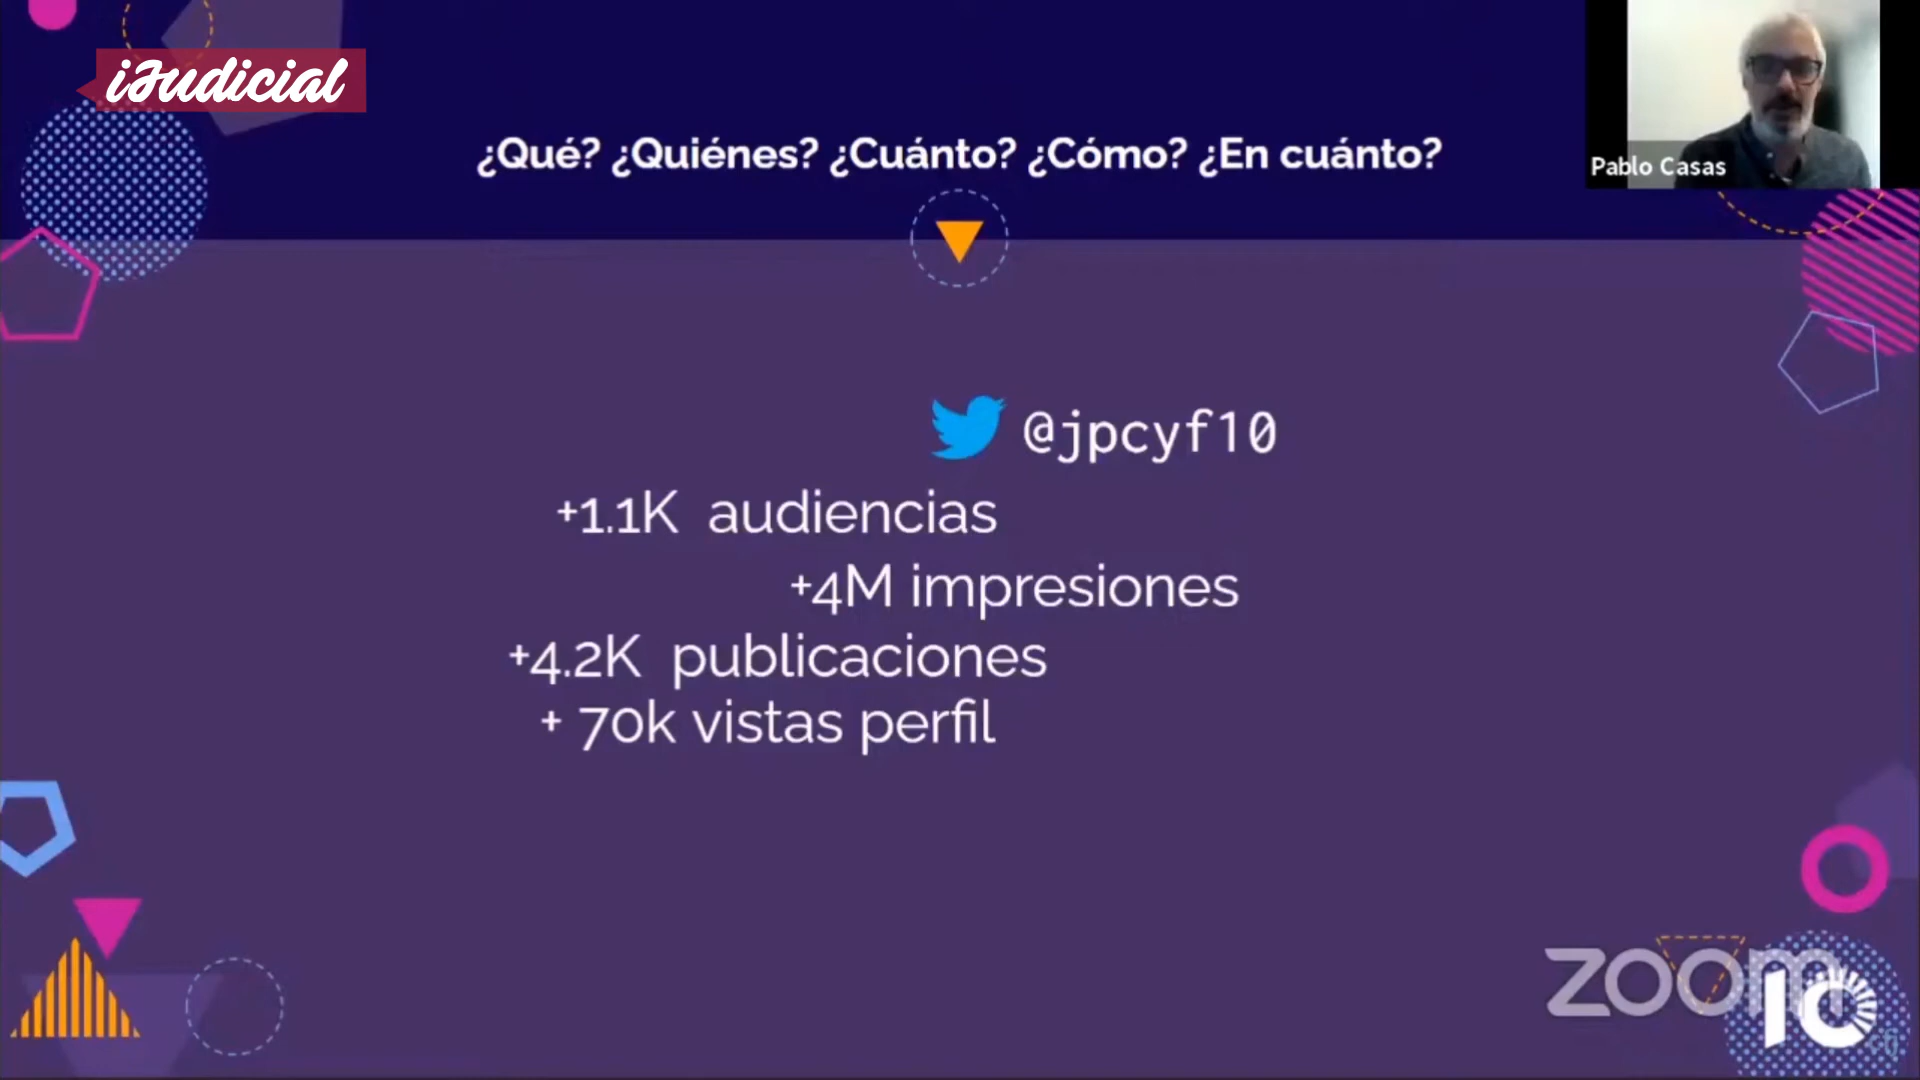 iJudicial
¿Qué? ¿Quiénes? ¿Cuánto? ¿Cómo? ¿En cuánto?
Pablo Casas
@jpcyf10
+1.1K audiencias
+4M impresiones
+4.2K publicaciones
+ 70k vistas perfil
zoom
10